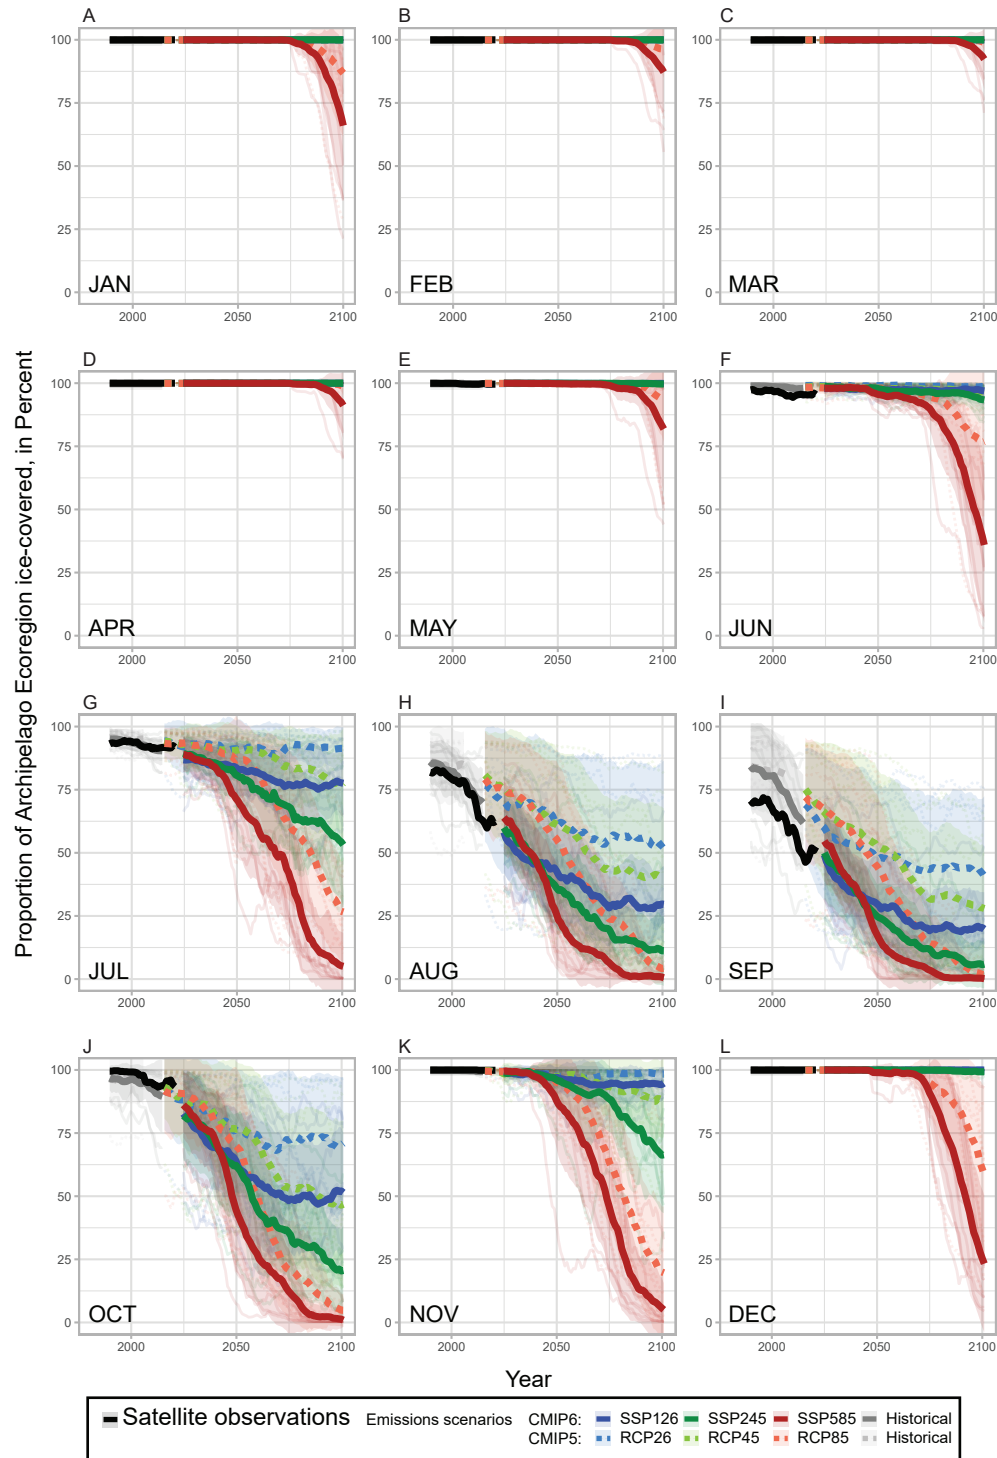 A B C
100 100 100
75 75 75
50 50 50
25 25 25
0 0 0
JAN FEB MAR
2000 2050 2100 2000 2050 2100 2000 2050 2100
D E F
100 100 100
75 75 75
50 50 50
25 25 25
0 0 0
APR MAY JUN
2000 2050 2100 2000 2050 2100 2000 2050 2100
Proportion of Archipelago Ecoregion ice-covered, in Percent
G H I
100 100 100
75 75 75
50 50 50
25 25 25
0 0 0
JUL AUG SEP
2000 2050 2100 2000 2050 2100 2000 2050 2100
J K L
100 100 100
75 75 75
50 50 50
25 25 25
0 0 0
OCT NOV DEC
2000 2050 2100 2000 2050 2100 2000 2050 2100
Year
Satellite observations Emissions scenarios CMIP6: SSP126 SSP245 SSP585 Historical
CMIP5: RCP26 RCP45 RCP85 Historical